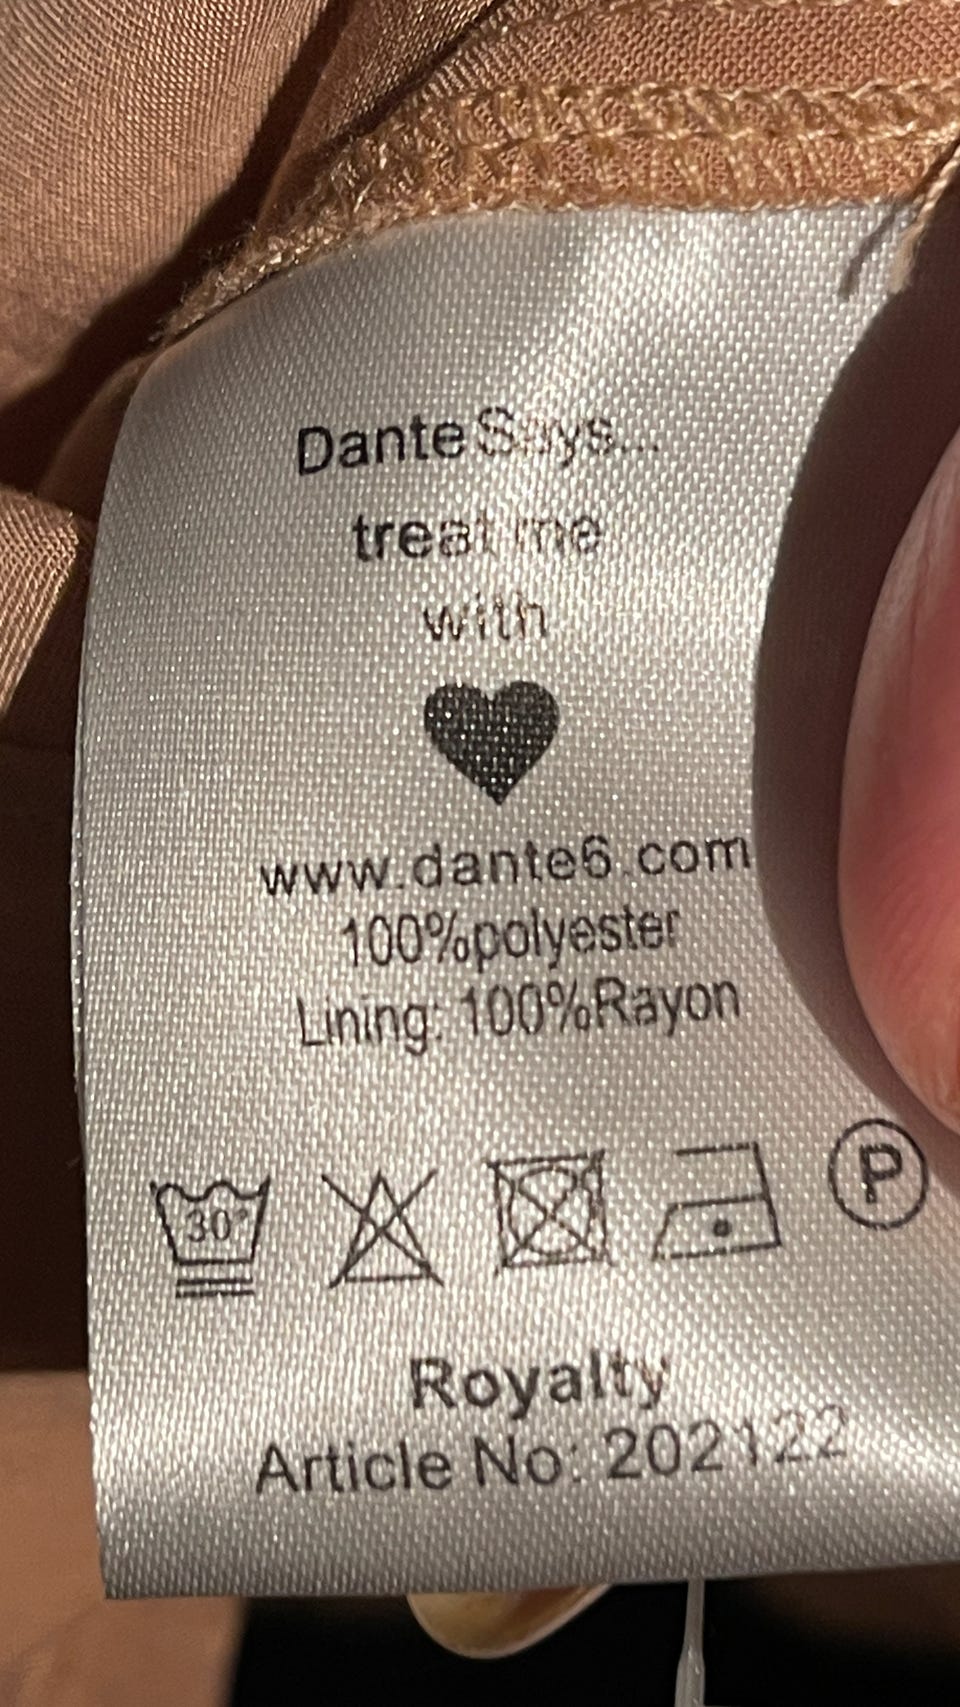 Dante Says...
treat me
with
www.dante6.com
100%polyester
Lining: 100%Rayon
30° P
Royalty
Article No: 202122